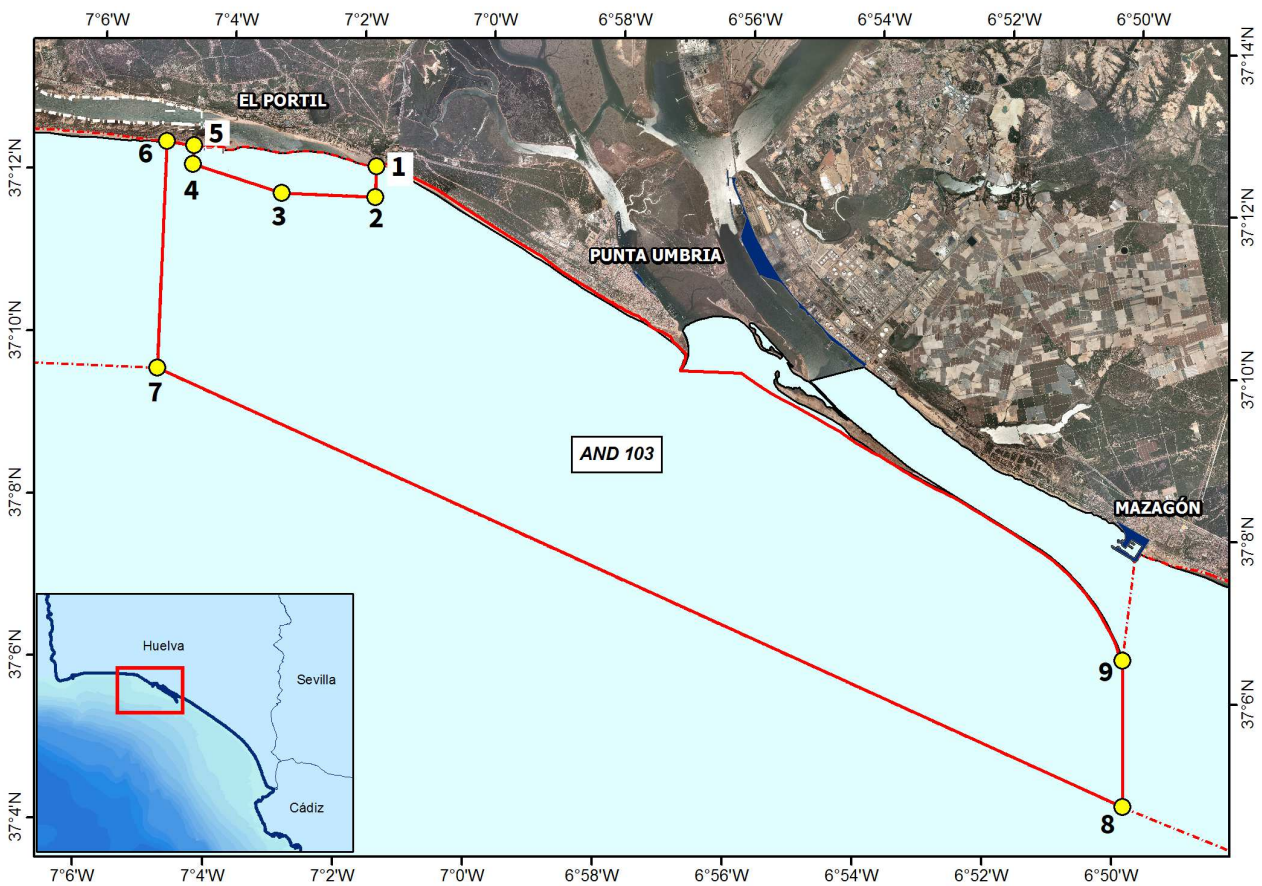 7°6'W 7°4'W 7°2'W 7°0'W 6°58'W 6°56'W 6°54'W 6°52'W 6°50'W
37°14'N
EL PORTIL
5
6
1
4
37°12'N
3
2
37°12'N
PUNTA UMBRIA
37°10'N
7
37°10'N
AND 103
37°8'N
MAZAGÓN
37°8'N
Huelva
37°6'N
9
Sevilla
37°6'N
Cádiz
37°4'N
8
7°6'W 7°4'W 7°2'W 7°0'W 6°58'W 6°56'W 6°54'W 6°52'W 6°50'W